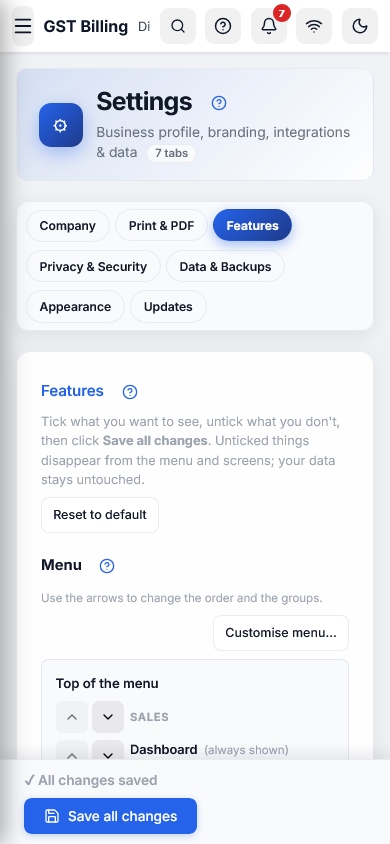 GST Billing Di
7
Settings
Business profile, branding, integrations
& data 7 tabs
Company Print & PDF Features
Privacy & Security Data & Backups
Appearance Updates
Features
Tick what you want to see, untick what you don't,
then click Save all changes. Unticked things
disappear from the menu and screens; your data
stays untouched.
Reset to default
Menu
Use the arrows to change the order and the groups.
Customise menu...
Top of the menu
SALES
Dashboard (always shown)
✓ All changes saved
Save all changes